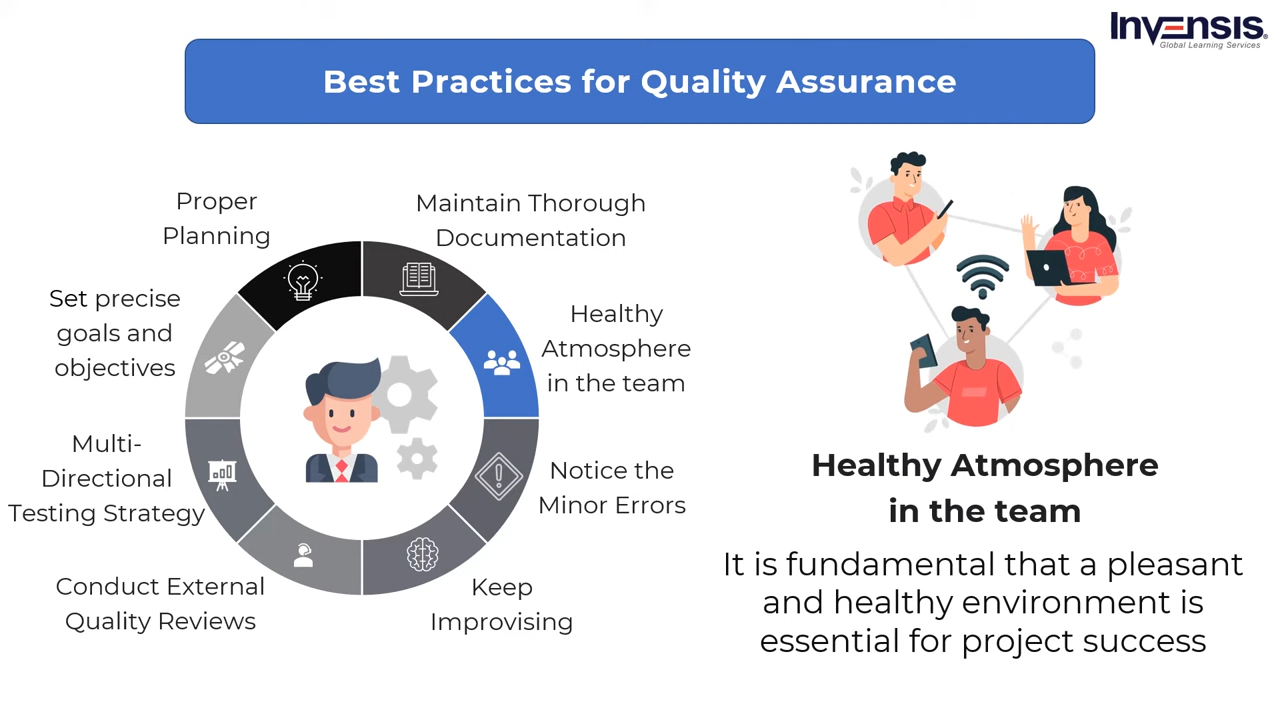 Invensis®
Global Learning Services
Best Practices for Quality Assurance
Proper
Planning
Maintain Thorough
Documentation
Set precise
goals and
objectives
Healthy
Atmosphere
in the team
Multi-
Directional
Testing Strategy
Notice the
Minor Errors
Conduct External
Quality Reviews
Keep
Improvising
Healthy Atmosphere
in the team
It is fundamental that a pleasant
and healthy environment is
essential for project success